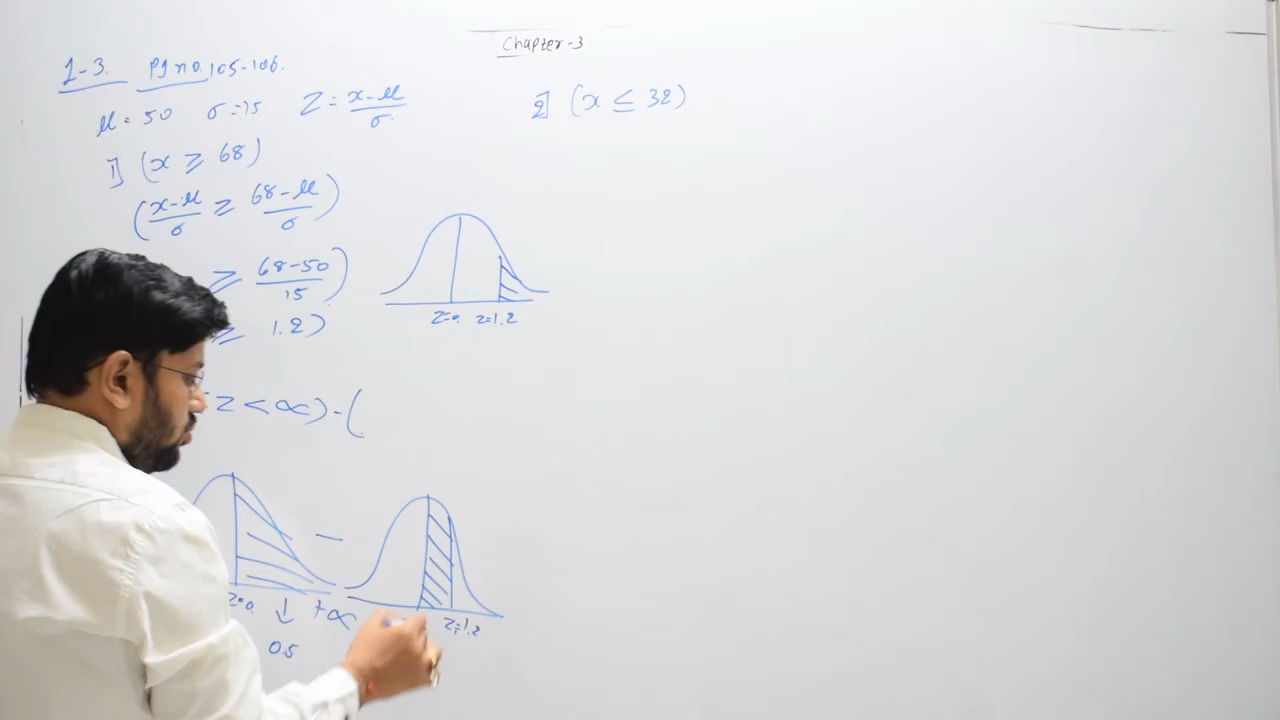 Chapter-3
1-3. Pg no. 105-106.
μ = 50 σ = 15 Z = x-μ/σ
1] (x ≥ 68)
(x-μ/σ ≥ 68-μ/σ)
≥ 68-50/15)
≥ 1.2)
Z=0 Z=1.2
Z < ∝) - (
-
Z=0 ↓ +∝
0.5
Z=1.2
2] (x ≤ 32)